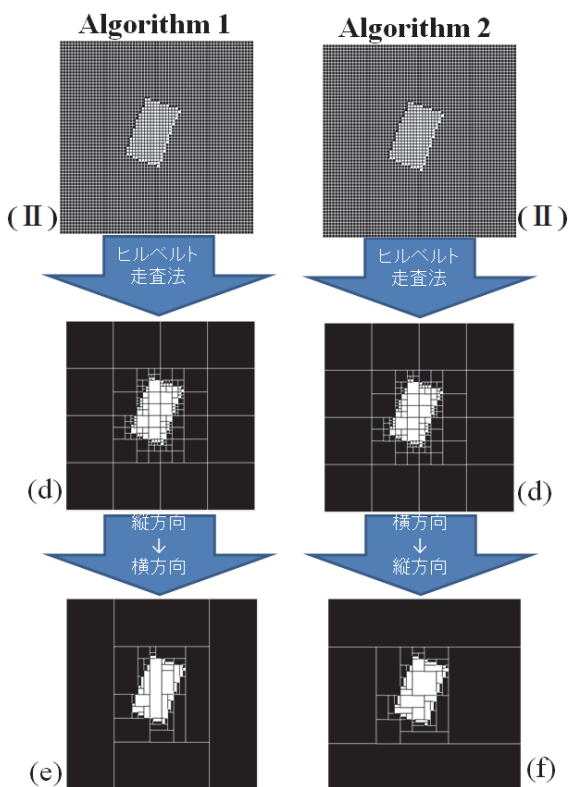 Algorithm 1
Algorithm 2
(Ⅱ)
(Ⅱ)
ヒルベルト
走査法
ヒルベルト
走査法
(d)
(d)
縦方向
↓
横方向
横方向
↓
縦方向
(e)
(f)